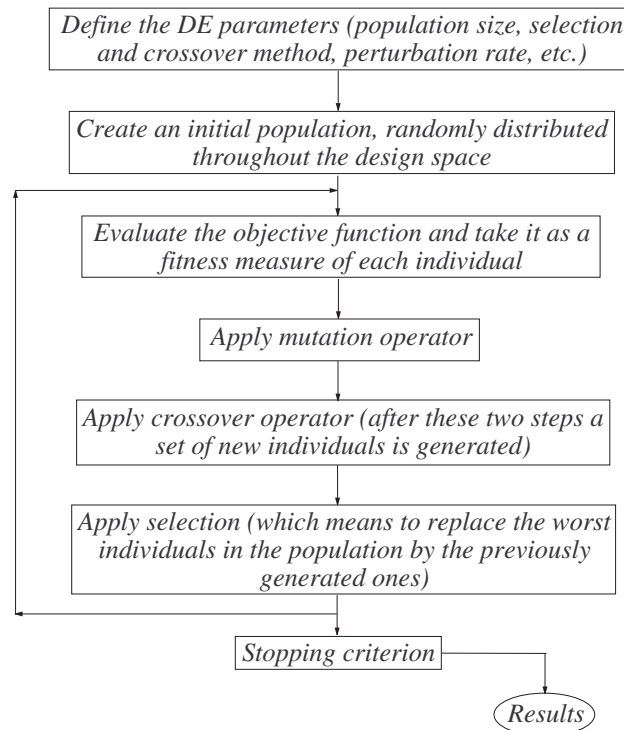 Define the DE parameters (population size, selection
and crossover method, perturbation rate, etc.)
Create an initial population, randomly distributed
throughout the design space
Evaluate the objective function and take it as a
fitness measure of each individual
Apply mutation operator
Apply crossover operator (after these two steps a
set of new individuals is generated)
Apply selection (which means to replace the worst
individuals in the population by the previously
generated ones)
Stopping criterion
Results